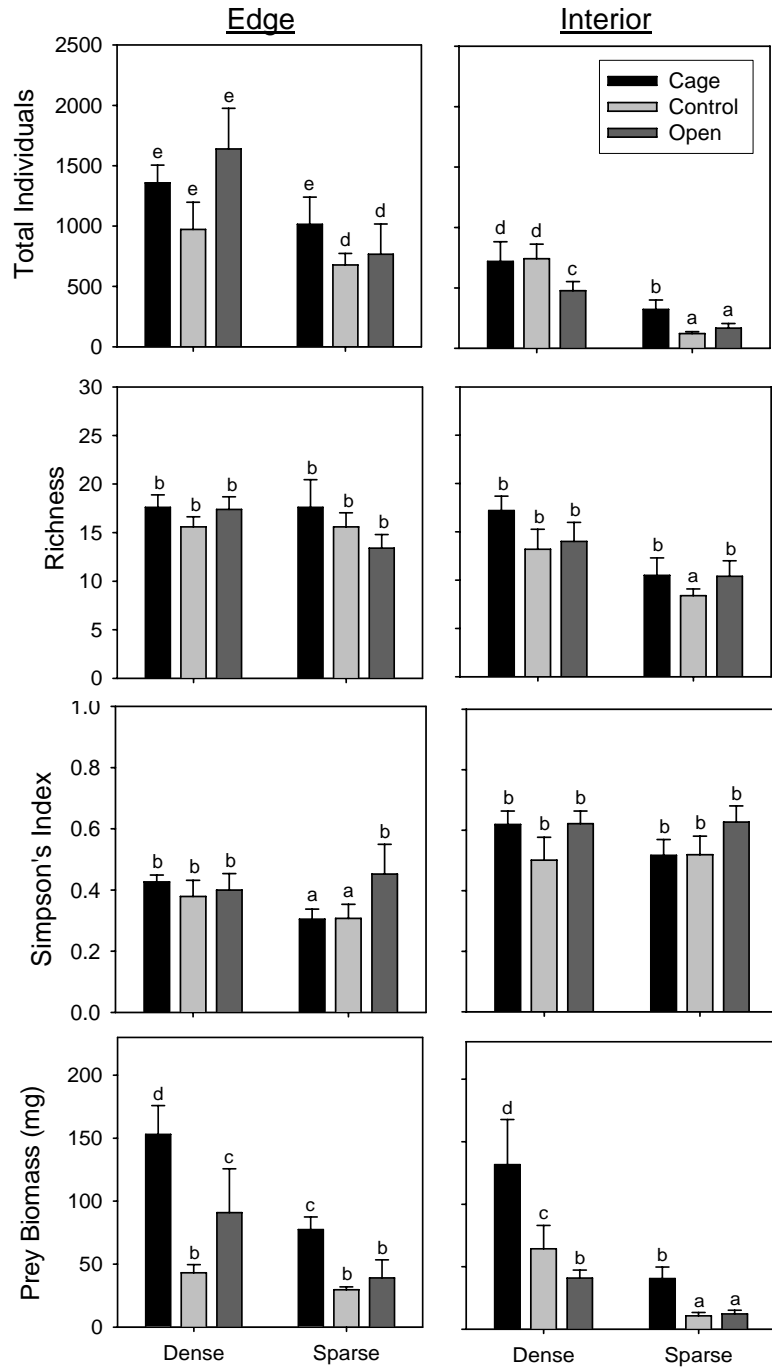 Edge Interior
Total Individuals
2500
2000
1500
1000
500
0
e e e e d d
Cage
Control
Open
d d c b a a
Richness
30
25
20
15
10
5
0
b b b b b b
b b b b a b
Simpson's Index
1.0
0.8
0.6
0.4
0.2
0.0
b b b a a b
b b b b b b
Prey Biomass (mg)
200
150
100
50
0
d b c c b b
d c b b a a
Dense Sparse Dense Sparse